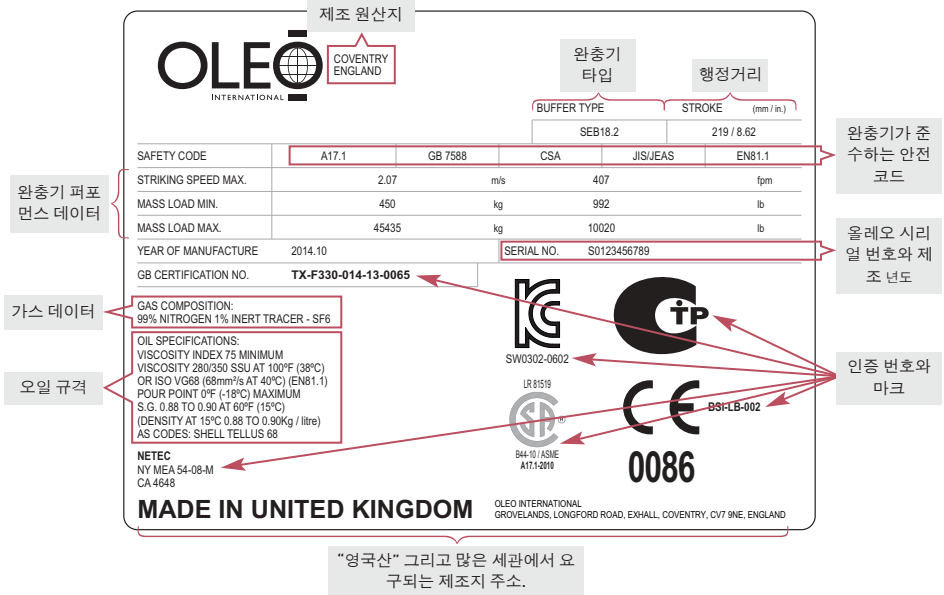 제조 원산지
OLEO
INTERNATIONAL
COVENTRY
ENGLAND
완충기
타입
행정거리
BUFFER TYPE STROKE (mm / in.)
SEB18.2 219 / 8.62
SAFETY CODE A17.1 GB 7588 CSA JIS/JEAS EN81.1
완충기가 준
수하는 안전
코드
완충기 퍼포
먼스 데이터
STRIKING SPEED MAX. 2.07 m/s 407 fpm
MASS LOAD MIN. 450 kg 992 lb
MASS LOAD MAX. 45435 kg 10020 lb
YEAR OF MANUFACTURE 2014.10 SERIAL NO. S0123456789
올레오 시리
얼 번호와 제
조 년도
GB CERTIFICATION NO. TX-F330-014-13-0065
가스 데이터
GAS COMPOSITION:
99% NITROGEN 1% INERT TRACER - SF6
오일 규격
OIL SPECIFICATIONS:
VISCOSITY INDEX 75 MINIMUM
VISCOSITY 280/350 SSU AT 100ºF (38ºC)
OR ISO VG68 (68mm²/s AT 40ºC) (EN81.1)
POUR POINT 0ºF (-18ºC) MAXIMUM
S.G. 0.88 TO 0.90 AT 60ºF (15ºC)
(DENSITY AT 15ºC 0.88 TO 0.90Kg / litre)
AS CODES: SHELL TELLUS 68
KC
SW0302-0602
CTP
인증 번호와
마크
LR 81519
CSA ®
B44-10 / ASME
A17.1-2010
CE BSI-LB-002
0086
NETEC
NY MEA 54-08-M
CA 4648
MADE IN UNITED KINGDOM
OLEO INTERNATIONAL
GROVELANDS, LONGFORD ROAD, EXHALL, COVENTRY, CV7 9NE, ENGLAND
“영국산” 그리고 많은 세관에서 요
구되는 제조지 주소.